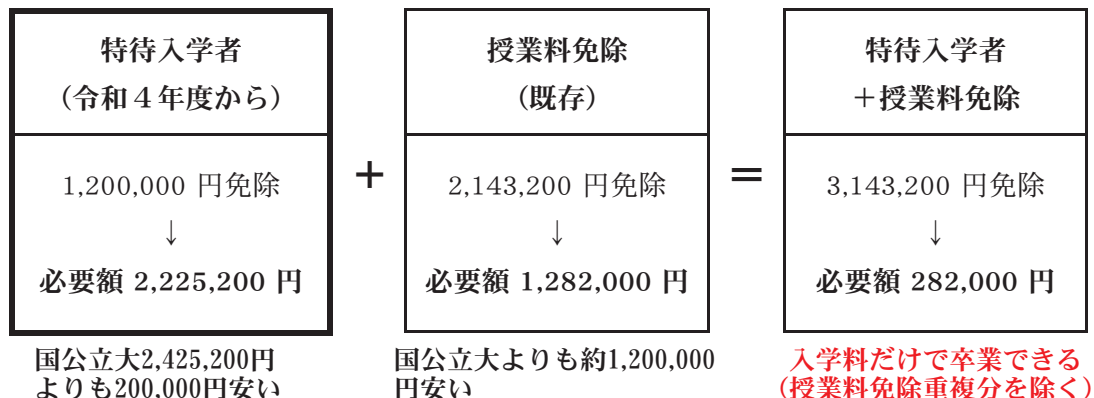 特待入学者
（令和４年度から）
1,200,000 円免除
↓
必要額 2,225,200 円
国公立大2,425,200円
よりも200,000円安い
＋
授業料免除
（既存）
2,143,200 円免除
↓
必要額 1,282,000 円
国公立大よりも約1,200,000
円安い
＝
特待入学者
＋授業料免除
3,143,200 円免除
↓
必要額 282,000 円
入学料だけで卒業できる
（授業料免除重複分を除く）